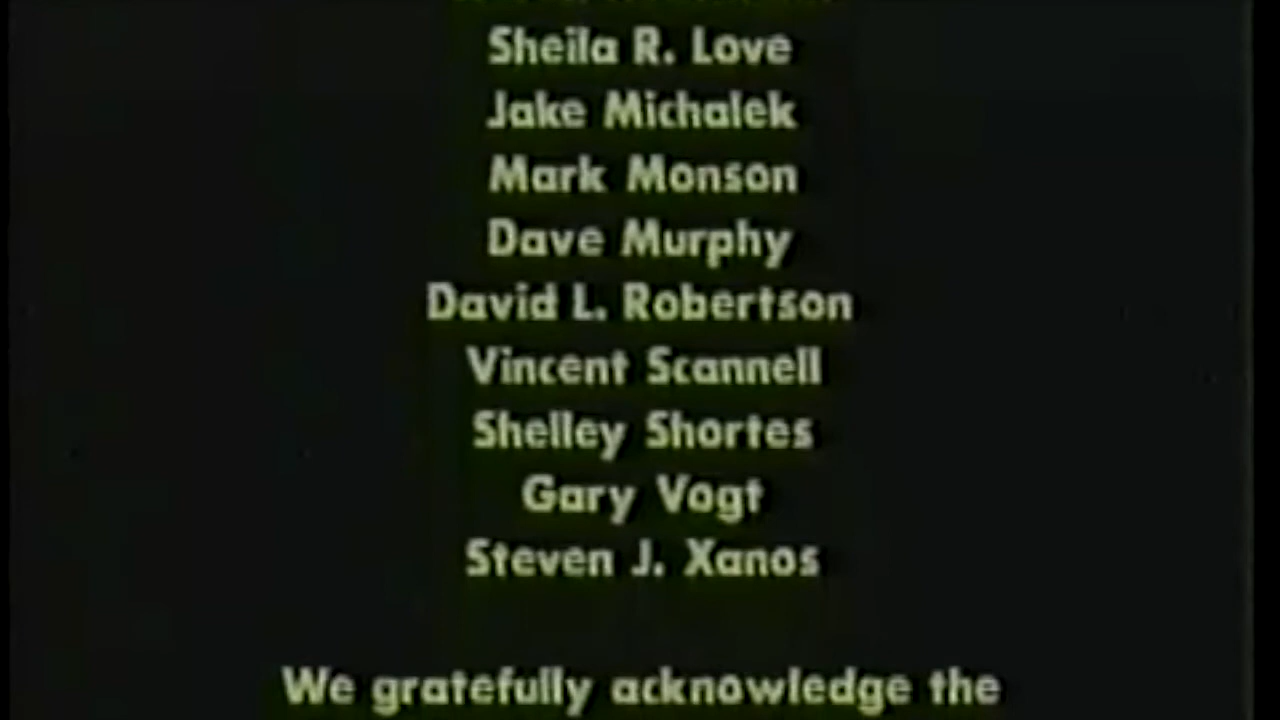 Sheila R. Love
Jake Michalek
Mark Monson
Dave Murphy
David L. Robertson
Vincent Scannell
Shelley Shortes
Gary Vogt
Steven J. Xanos
We gratefully acknowledge the